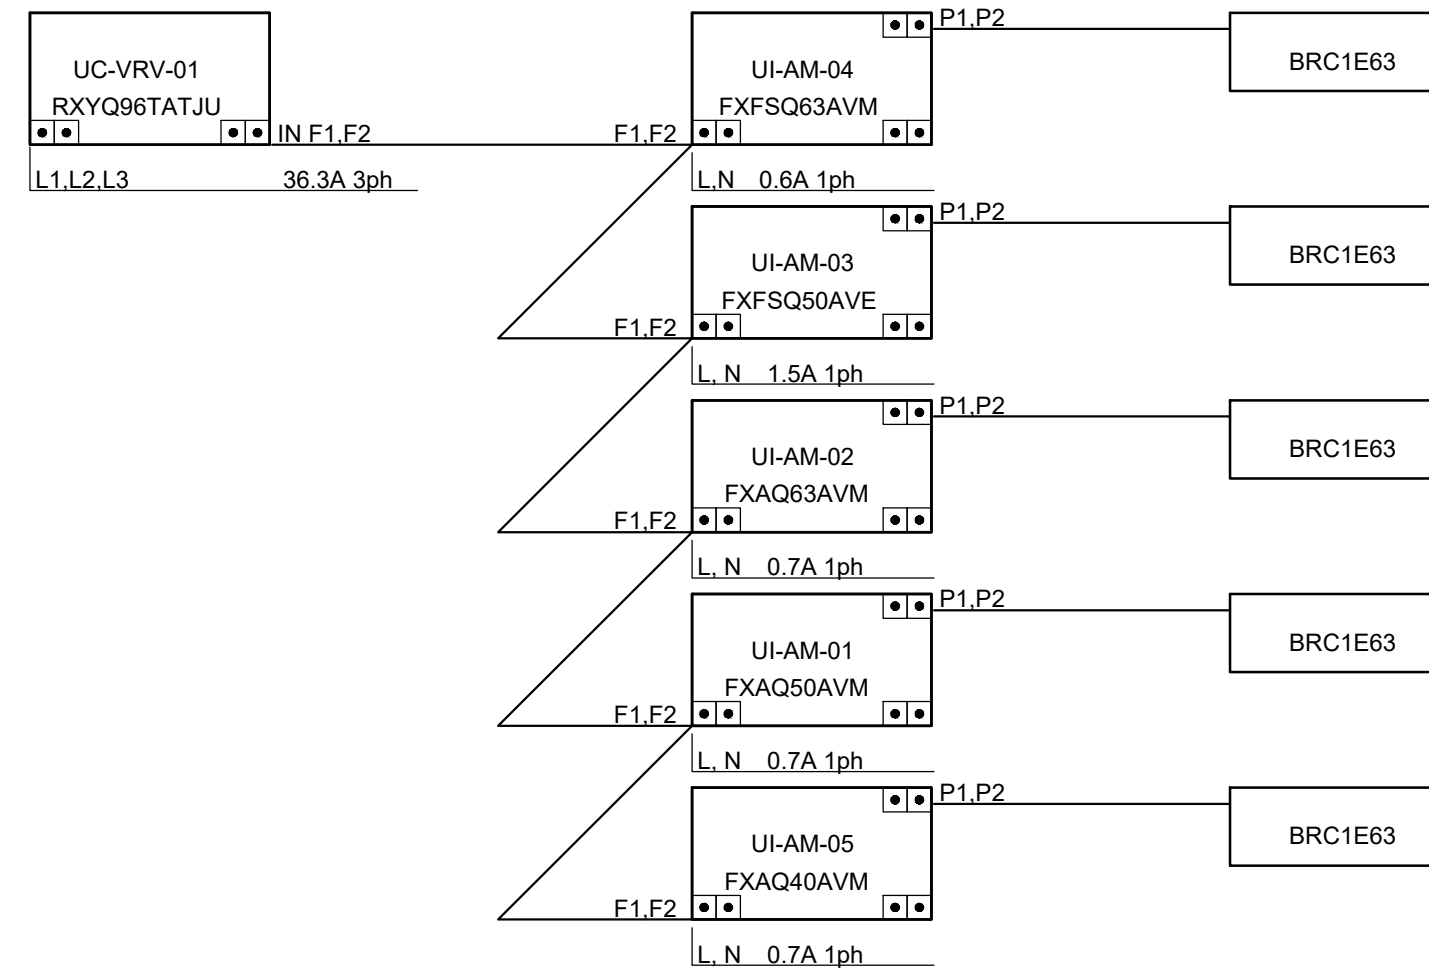 UC-VRV-01
RXYQ96TATJU
IN F1,F2
L1,L2,L3 36.3A 3ph
F1,F2
UI-AM-04
FXFSQ63AVM
P1,P2
BRC1E63
L,N 0.6A 1ph
F1,F2
UI-AM-03
FXFSQ50AVE
P1,P2
BRC1E63
L, N 1.5A 1ph
F1,F2
UI-AM-02
FXAQ63AVM
P1,P2
BRC1E63
L, N 0.7A 1ph
F1,F2
UI-AM-01
FXAQ50AVM
P1,P2
BRC1E63
L, N 0.7A 1ph
F1,F2
UI-AM-05
FXAQ40AVM
P1,P2
BRC1E63
L, N 0.7A 1ph